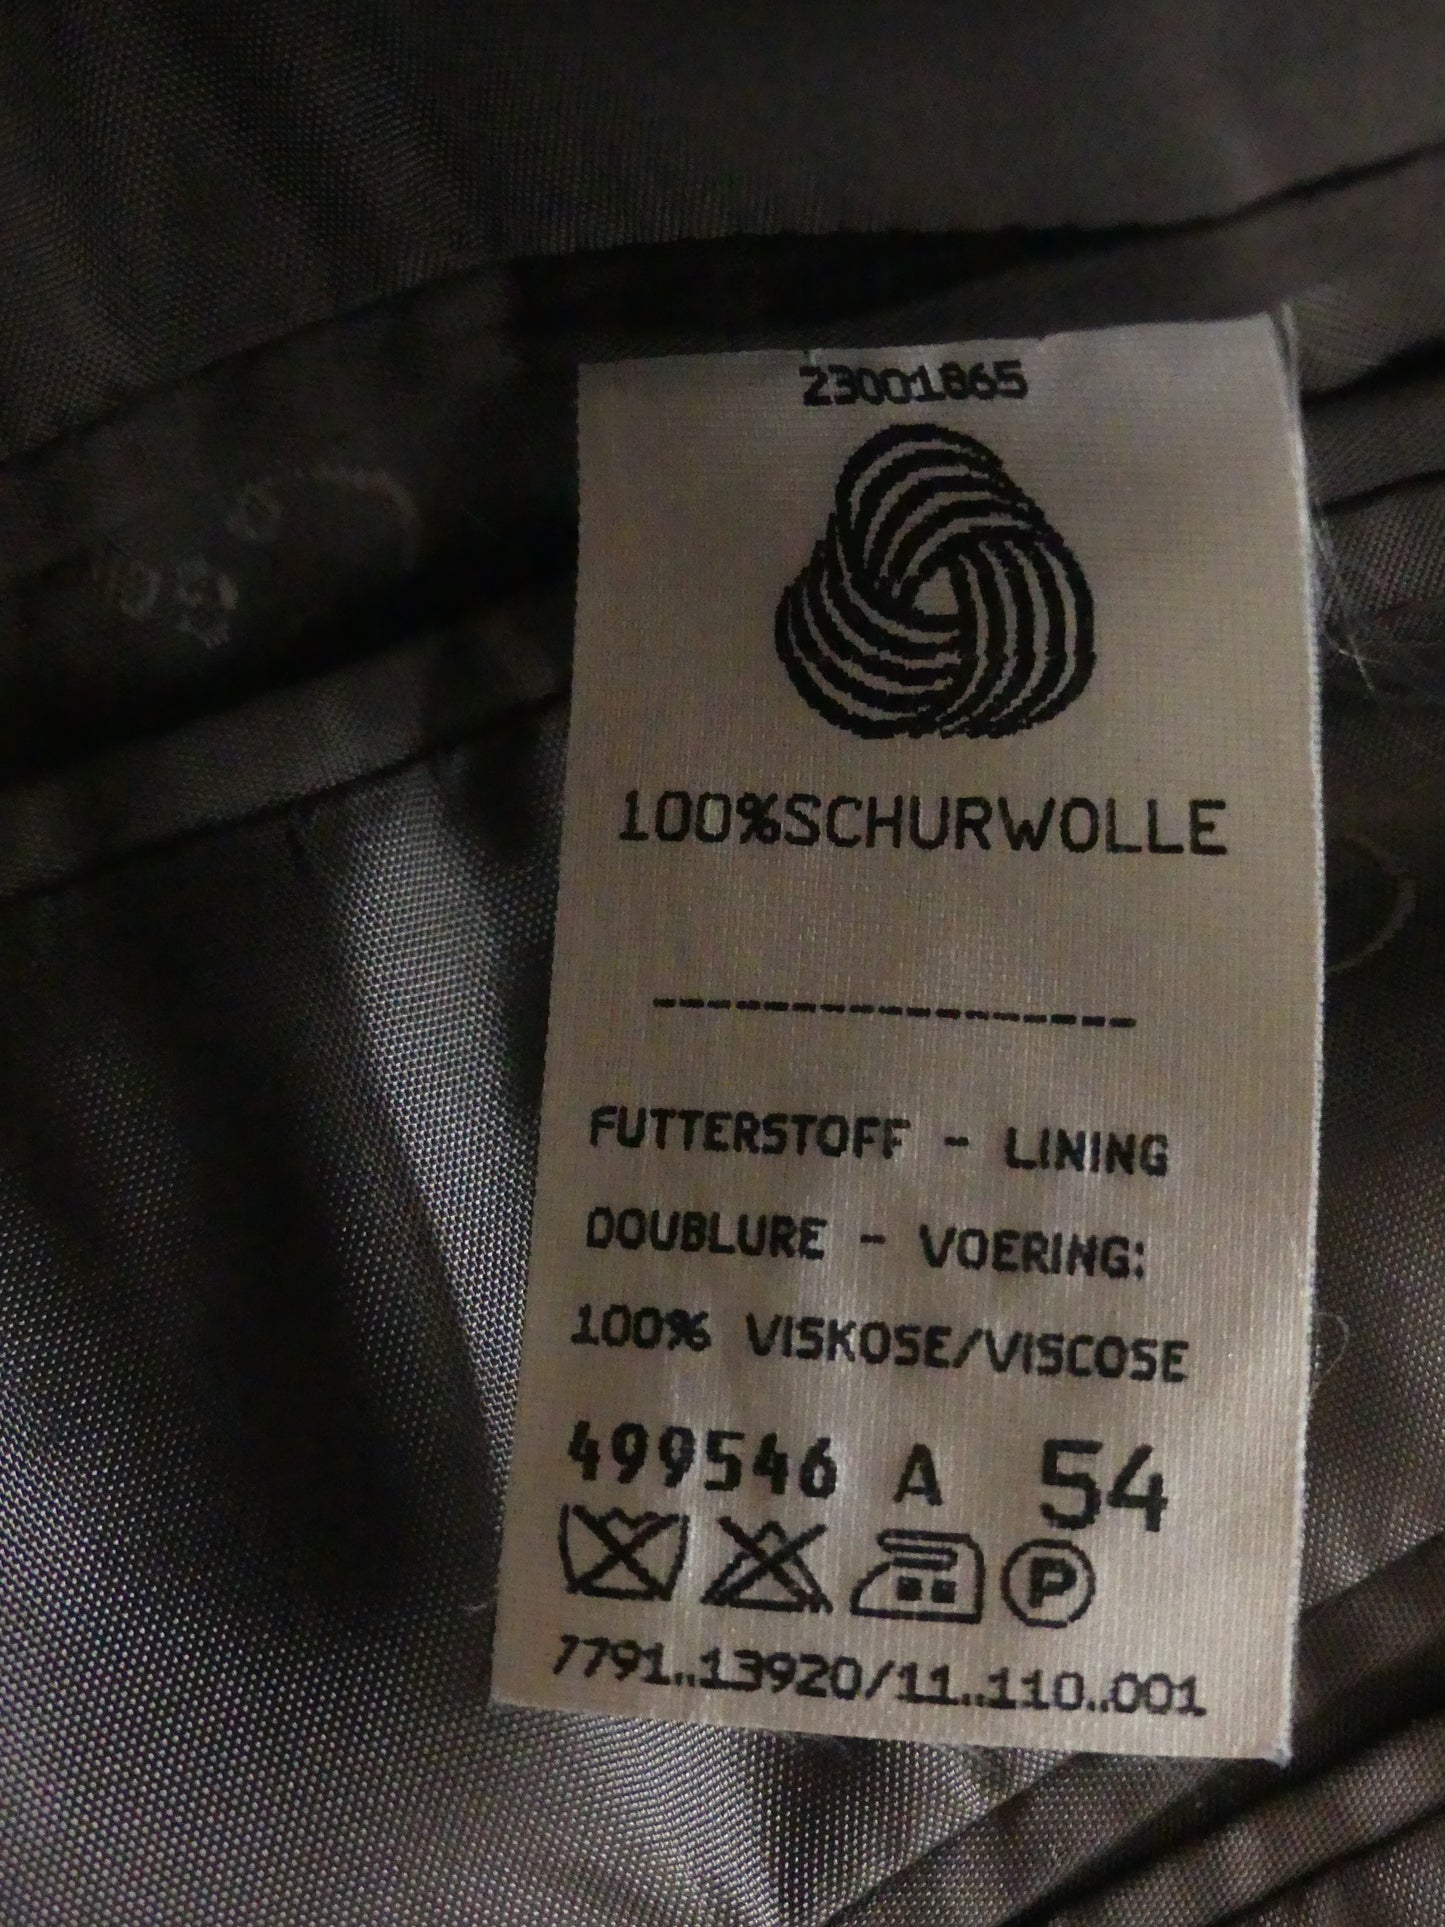 23001865
100%SCHURWOLLE
-----------------
FUTTERSTOFF - LINING
DOUBLURE - VOERING:
100% VISKOSE/VISCOSE
499546 A 54
P
7791..13920/11..110..001